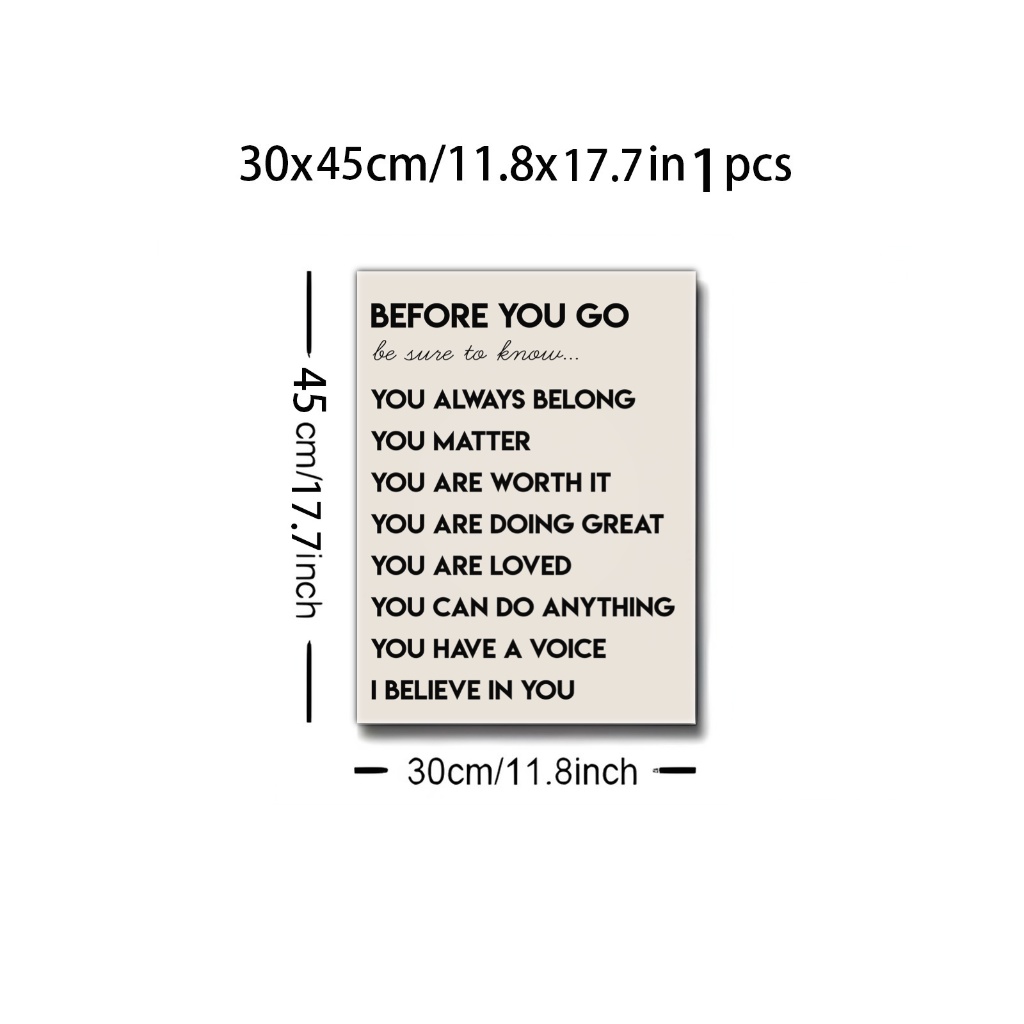 30x45cm/11.8x17.7in 1 pcs
BEFORE YOU GO
be sure to know...
YOU ALWAYS BELONG
YOU MATTER
YOU ARE WORTH IT
YOU ARE DOING GREAT
YOU ARE LOVED
YOU CAN DO ANYTHING
YOU HAVE A VOICE
I BELIEVE IN YOU
45cm/17.7inch
30cm/11.8inch